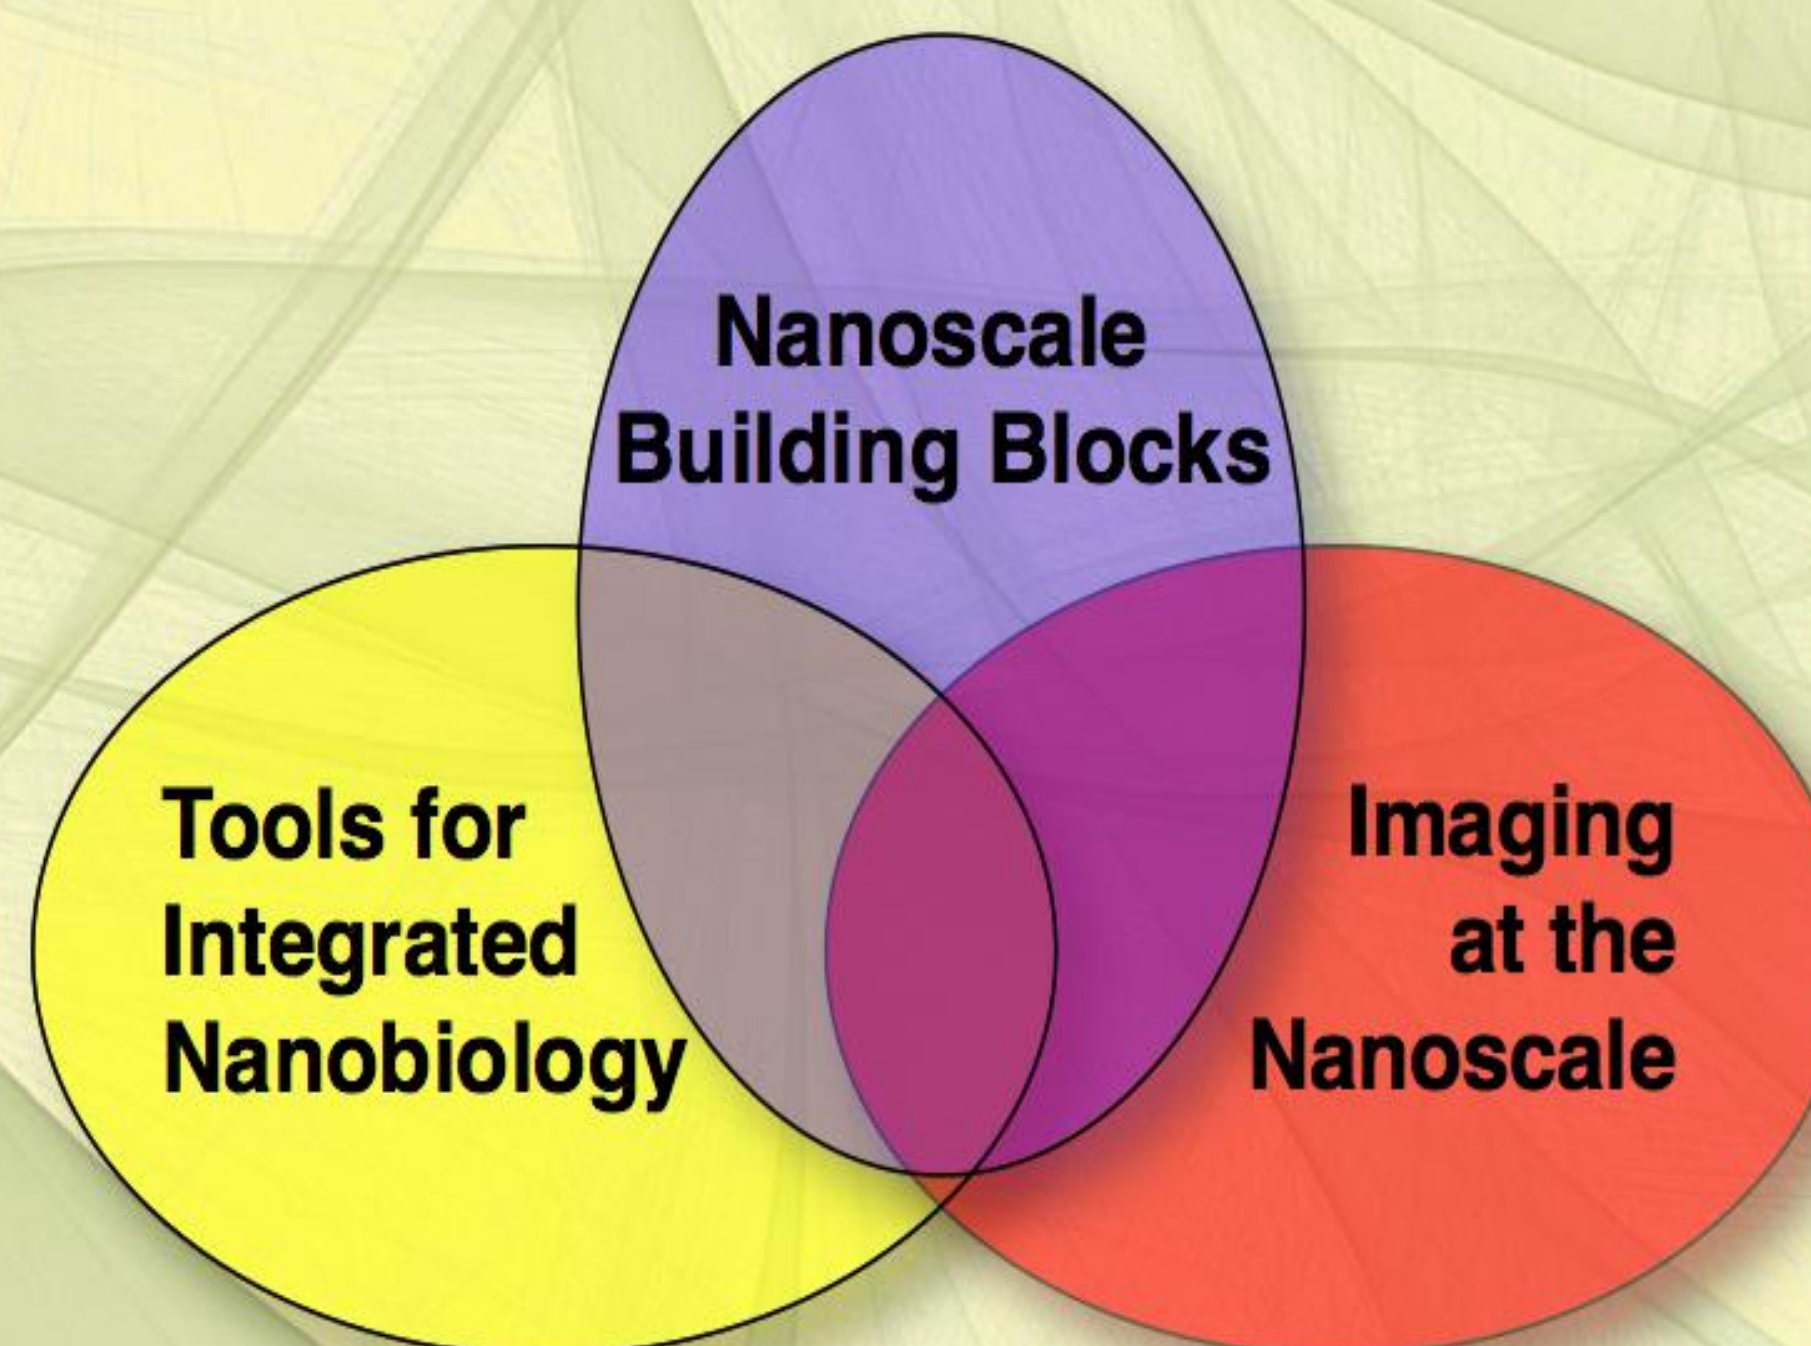 Nanoscale
Building Blocks
Tools for
Integrated
Nanobiology
Imaging
at the
Nanoscale